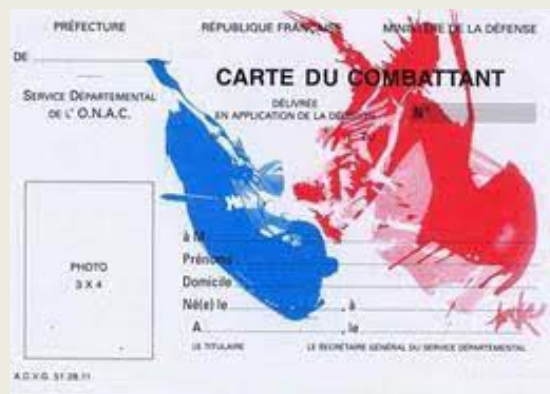 PRÉFECTURE
RÉPUBLIQUE FRANÇAISE
MINISTÈRE DE LA DÉFENSE
DE
CARTE DU COMBATTANT
SERVICE DÉPARTEMENTAL
DE L'O.N.A.C.
DÉLIVRÉE
EN APPLICATION DE LA DÉCISION
N°
PHOTO
3 X 4
à M
Prénoms
Domicile
Né(e) le , à
A , le
LE TITULAIRE
LE SECRÉTAIRE GÉNÉRAL DU SERVICE DÉPARTEMENTAL
A.C.V.G. 51.28.11